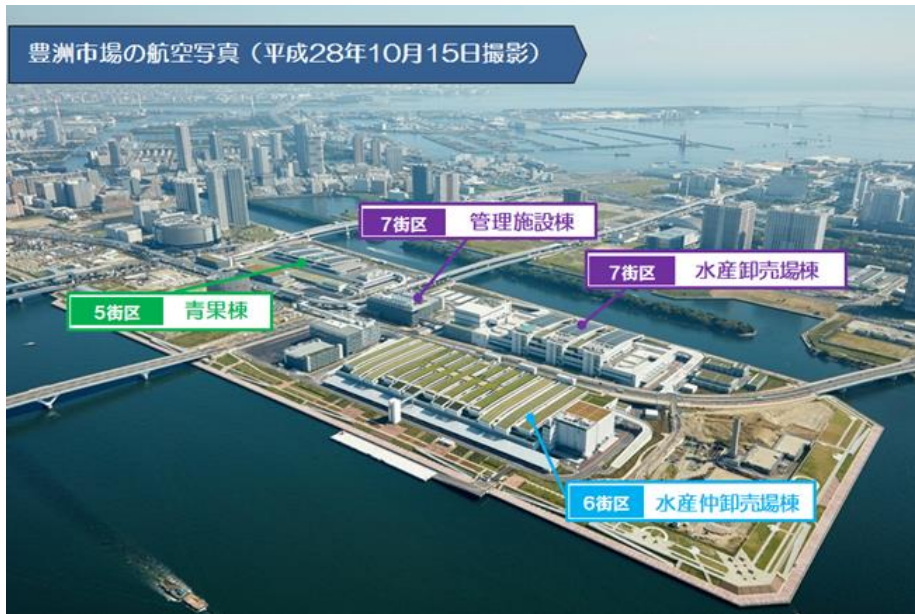 豊洲市場の航空写真（平成28年10月15日撮影）
7街区 管理施設棟
7街区 水産卸売場棟
5街区 青果棟
6街区 水産仲卸売場棟